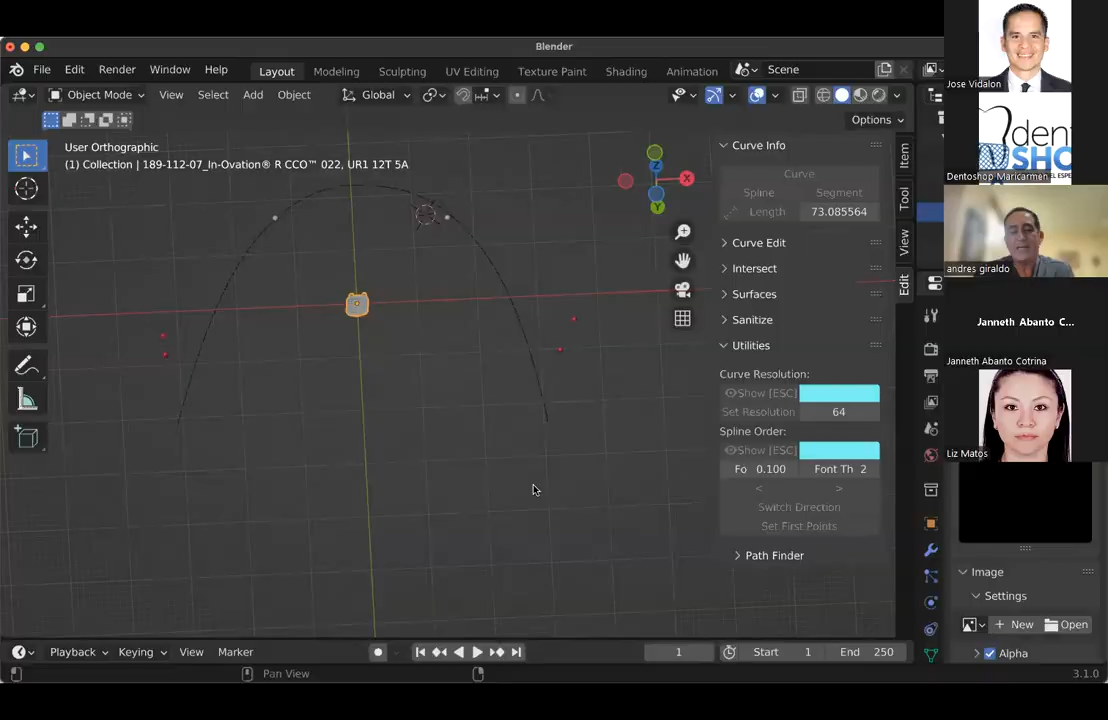 Blender
File Edit Render Window Help
Layout Modeling Sculpting UV Editing Texture Paint Shading Animation
Scene
Object Mode View Select Add Object
Global
Options
User Orthographic
(1) Collection | 189-112-07_In-Ovation® R CCO™ 022, UR1 12T 5A
Z
X
Y
Curve Info
Curve
Spline Segment
Length 73.085564
Curve Edit
Intersect
Surfaces
Sanitize
Utilities
Curve Resolution:
Show [ESC]
Set Resolution 64
Spline Order:
Show [ESC]
Fo 0.100 Font Th 2
< >
Switch Direction
Set First Points
Path Finder
Item
Tool
View
Edit
Jose Vidalon
dent
SHO
Dentoshop Maricarmen
andres giraldo
Janneth Abanto C...
Janneth Abanto Cotrina
Liz Matos
Image
Settings
New Open
Alpha
Playback Keying View Marker
1 Start 1 End 250
Pan View
3.1.0